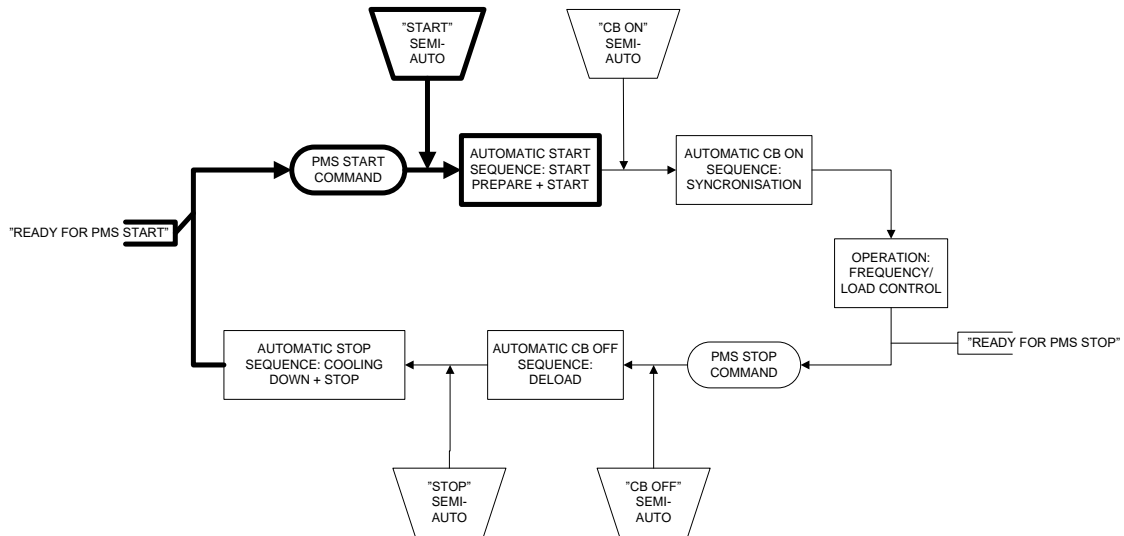 "START"
SEMI-
AUTO
"CB ON"
SEMI-
AUTO
PMS START
COMMAND
AUTOMATIC START
SEQUENCE: START
PREPARE + START
AUTOMATIC CB ON
SEQUENCE:
SYNCRONISATION
"READY FOR PMS START"
OPERATION:
FREQUENCY/
LOAD CONTROL
"READY FOR PMS STOP"
AUTOMATIC STOP
SEQUENCE: COOLING
DOWN + STOP
AUTOMATIC CB OFF
SEQUENCE:
DELOAD
PMS STOP
COMMAND
"STOP"
SEMI-
AUTO
"CB OFF"
SEMI-
AUTO